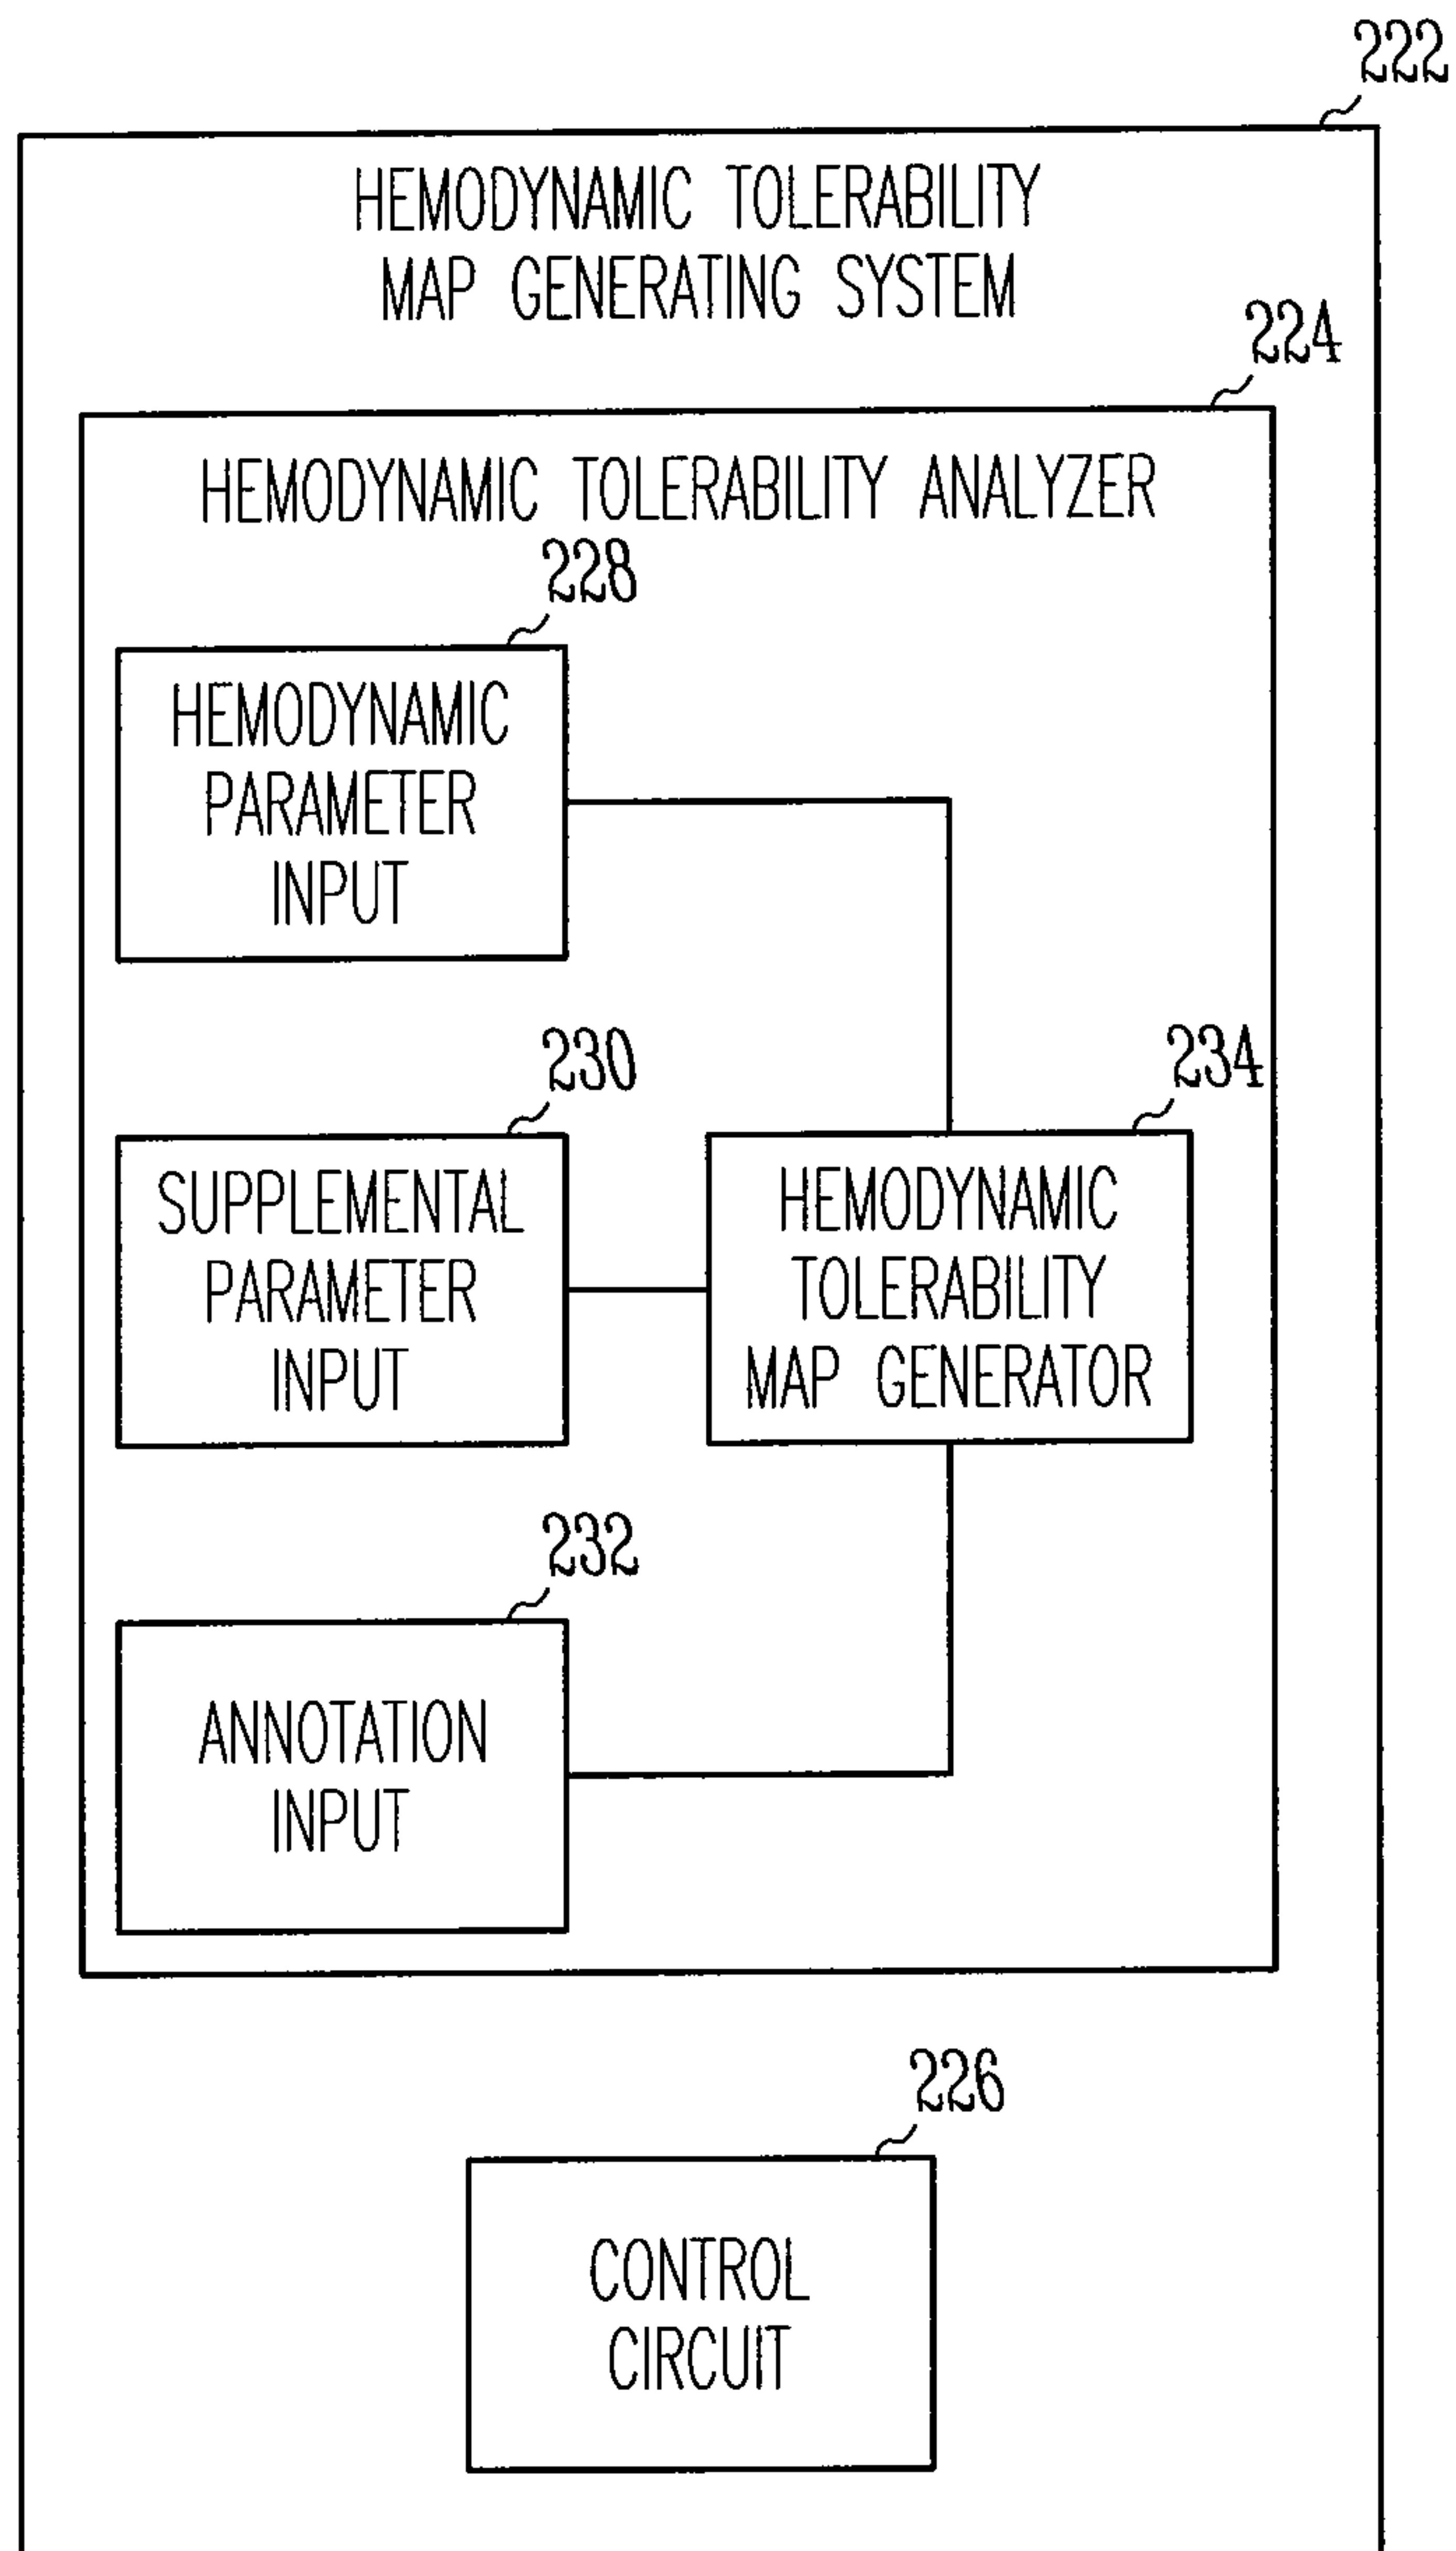 222
HEMODYNAMIC TOLERABILITY
MAP GENERATING SYSTEM
224
HEMODYNAMIC TOLERABILITY ANALYZER
228
HEMODYNAMIC
PARAMETER
INPUT
230
SUPPLEMENTAL
PARAMETER
INPUT
234
HEMODYNAMIC
TOLERABILITY
MAP GENERATOR
232
ANNOTATION
INPUT
226
CONTROL
CIRCUIT